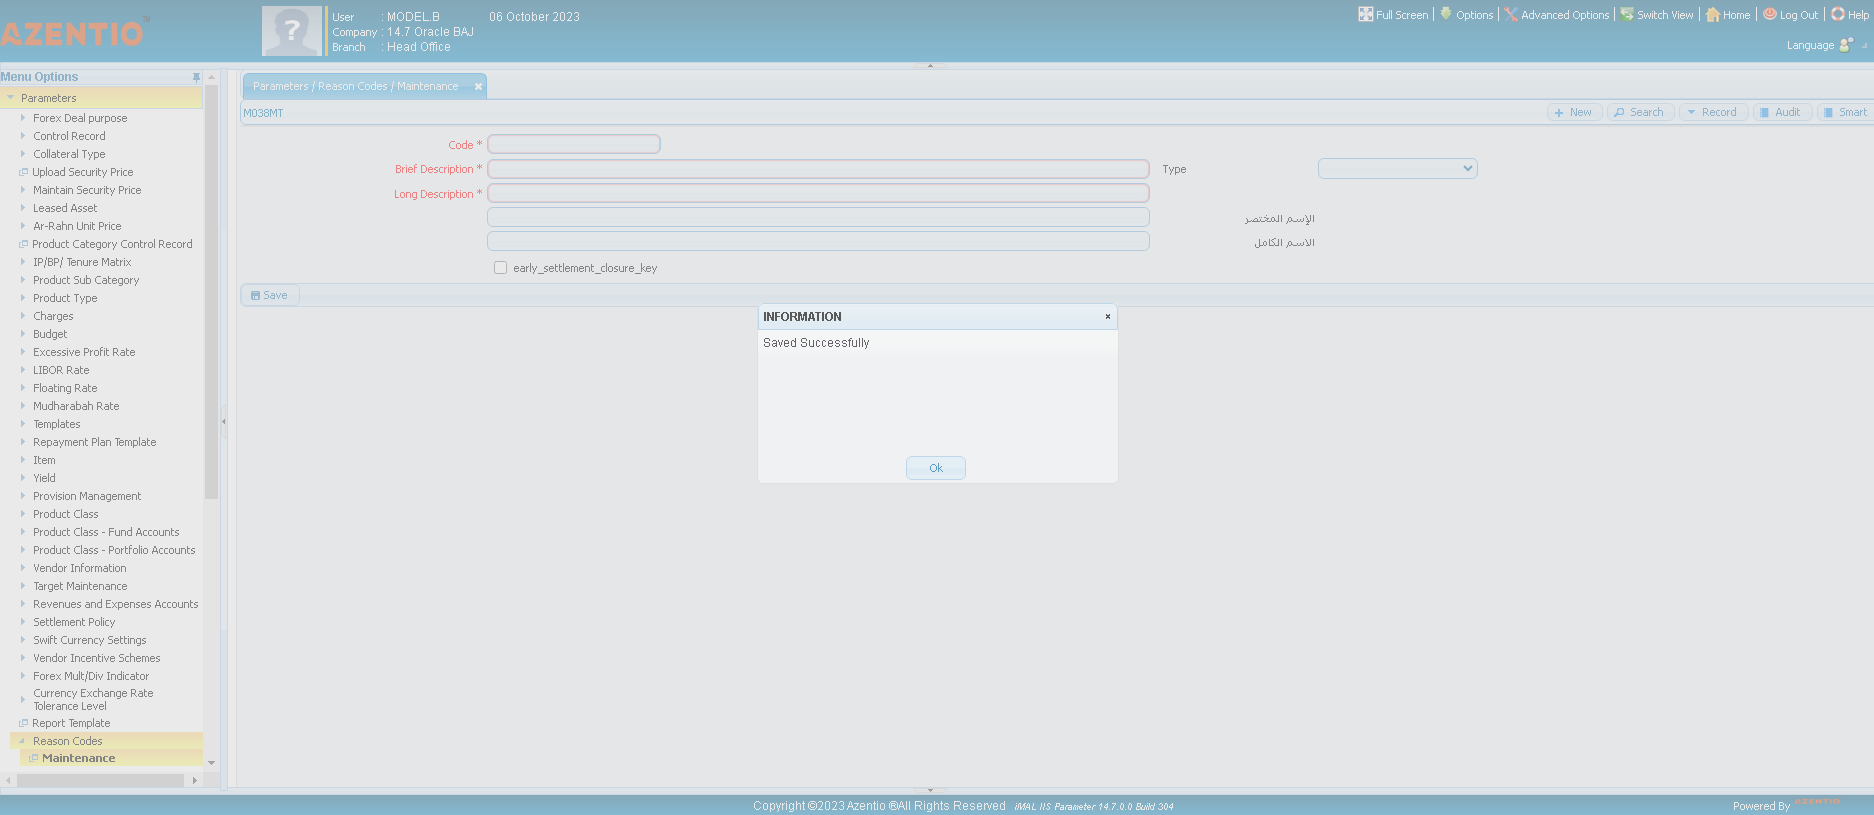 AZENTIO™
User : MODEL.B 06 October 2023
Company : 14.7 Oracle BAJ
Branch : Head Office
Full Screen Options Advanced Options Switch View Home Log Out Help
Language
Menu Options
Parameters
Forex Deal purpose
Control Record
Collateral Type
Upload Security Price
Maintain Security Price
Leased Asset
Ar-Rahn Unit Price
Product Category Control Record
IP/BP/ Tenure Matrix
Product Sub Category
Product Type
Charges
Budget
Excessive Profit Rate
LIBOR Rate
Floating Rate
Mudharabah Rate
Templates
Repayment Plan Template
Item
Yield
Provision Management
Product Class
Product Class - Fund Accounts
Product Class - Portfolio Accounts
Vendor Information
Target Maintenance
Revenues and Expenses Accounts
Settlement Policy
Swift Currency Settings
Vendor Incentive Schemes
Forex Mult/Div Indicator
Currency Exchange Rate
Tolerance Level
Report Template
Reason Codes
Maintenance
Parameters / Reason Codes / Maintenance
M038MT
New Search Record Audit Smart
Code *
Brief Description * Type
Long Description *
الإسم المختصر
الاسم الكامل
early_settlement_closure_key
Save
INFORMATION
Saved Successfully
Ok
Copyright ©2023 Azentio ®All Rights Reserved iMAL IIS Parameter 14.7.0.0 Build 304
Powered By AZENTIO